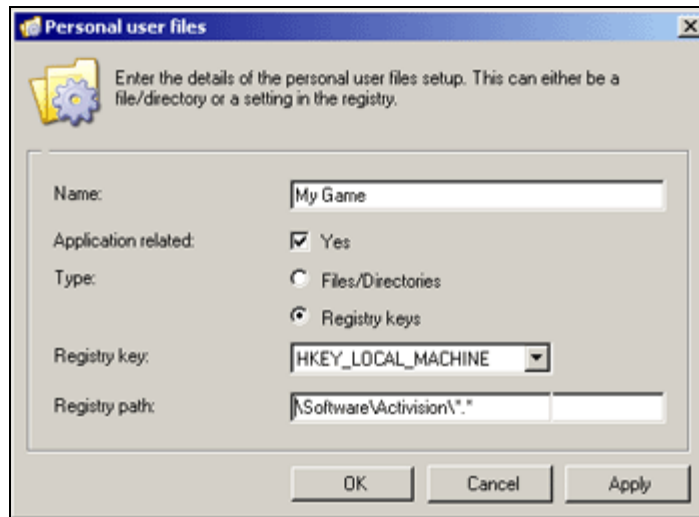 Personal user files
Enter the details of the personal user files setup. This can either be a
file/directory or a setting in the registry.
Name: My Game
Application related: Yes
Type: Files/Directories
Registry keys
Registry key: HKEY_LOCAL_MACHINE
Registry path: \Software\Activision\*.*
OK Cancel Apply